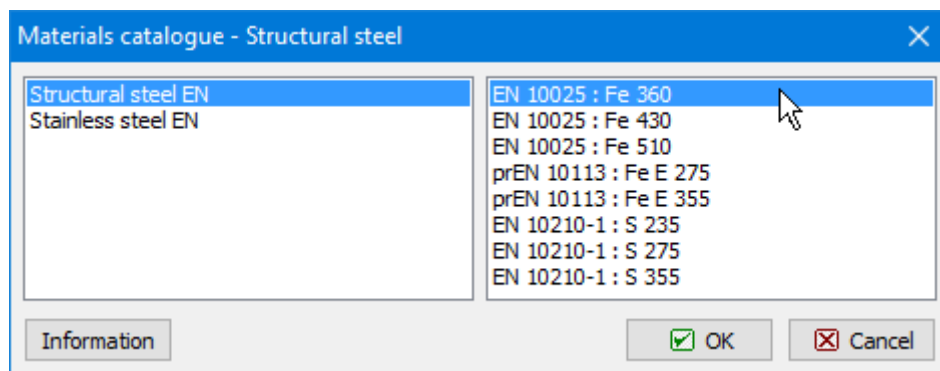 Materials catalogue - Structural steel
Structural steel EN
Stainless steel EN
EN 10025 : Fe 360
EN 10025 : Fe 430
EN 10025 : Fe 510
prEN 10113 : Fe E 275
prEN 10113 : Fe E 355
EN 10210-1 : S 235
EN 10210-1 : S 275
EN 10210-1 : S 355
Information
OK
Cancel